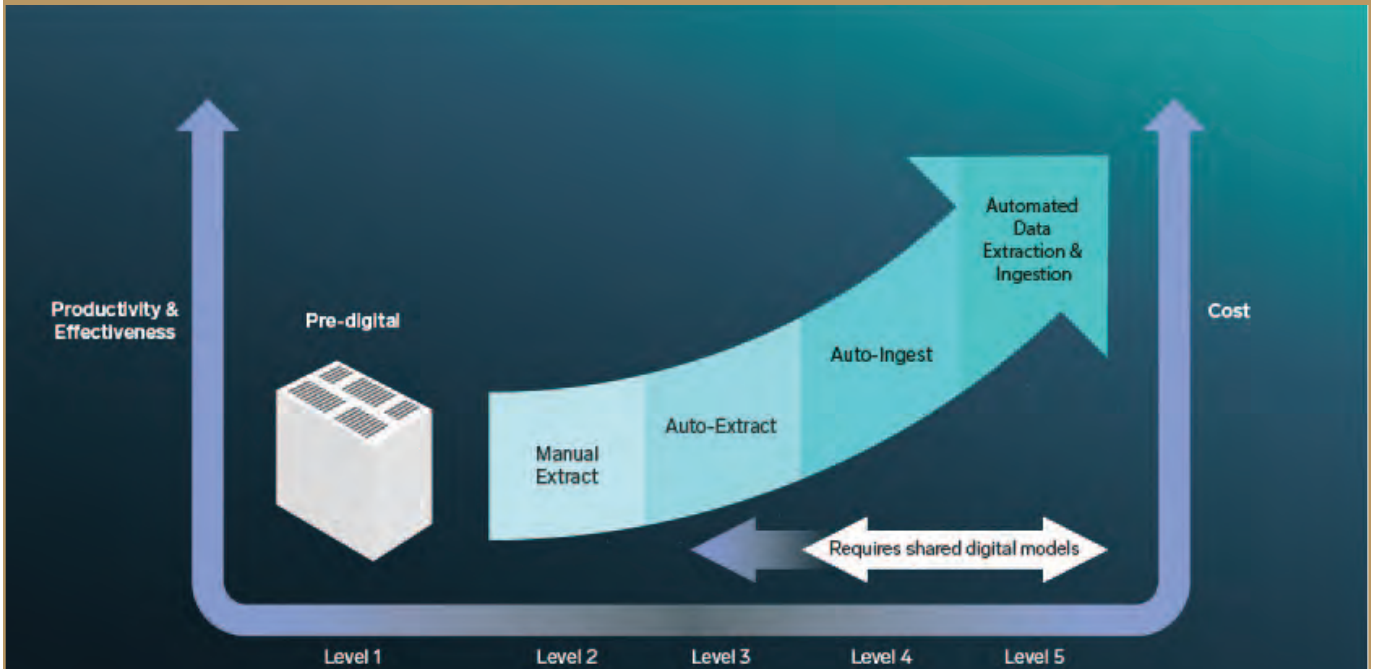 Productivity &
Effectiveness
Pre-digital
Manual
Extract
Auto-Extract
Auto-Ingest
Automated
Data
Extraction &
Ingestion
Cost
Requires shared digital models
Level 1
Level 2
Level 3
Level 4
Level 5